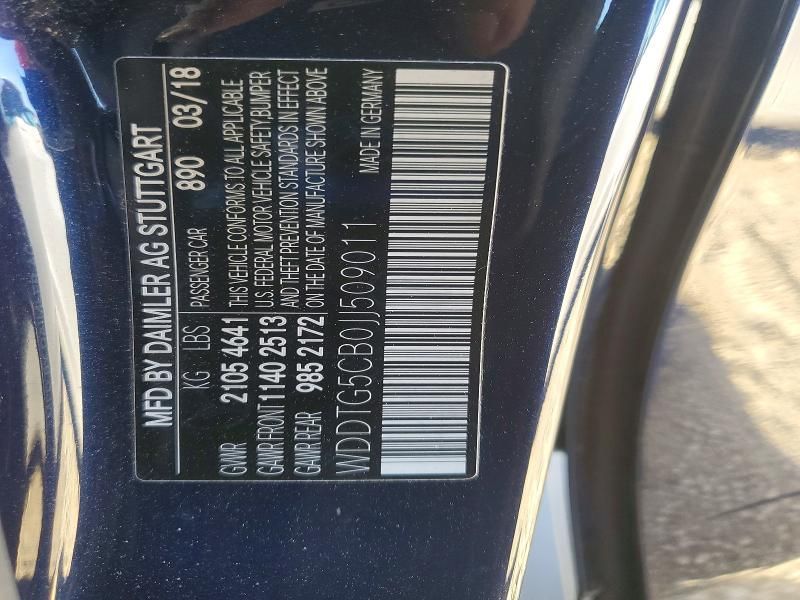 MFD BY DAIMLER AG STUTTGART
890 03/18
KG LBS PASSENGER CAR
GVWR 2105 4641 THIS VEHICLE CONFORMS TO ALL APPLICABLE
GAWR FRONT 1140 2513 U.S. FEDERAL MOTOR VEHICLE SAFETY,BUMPER
AND THEFT PREVENTION STANDARDS IN EFFECT
GAWR REAR 985 2172 ON THE DATE OF MANUFACTURE SHOWN ABOVE
WDDTG5CB0JJ509011 MADE IN GERMANY